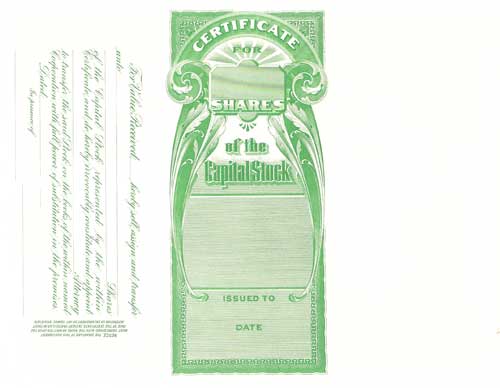 CERTIFICATE
FOR
SHARES
of the
Capital Stock
ISSUED TO
DATE
For Value Received, hereby sell, assign and transfer
unto
Shares
of the Capital Stock represented by the within
Certificate, and do hereby irrevocably constitute and appoint
Attorney
to transfer the said Stock on the books of the within named
Corporation with full power of substitution in the premises.
Dated
In presence of
NOTICE